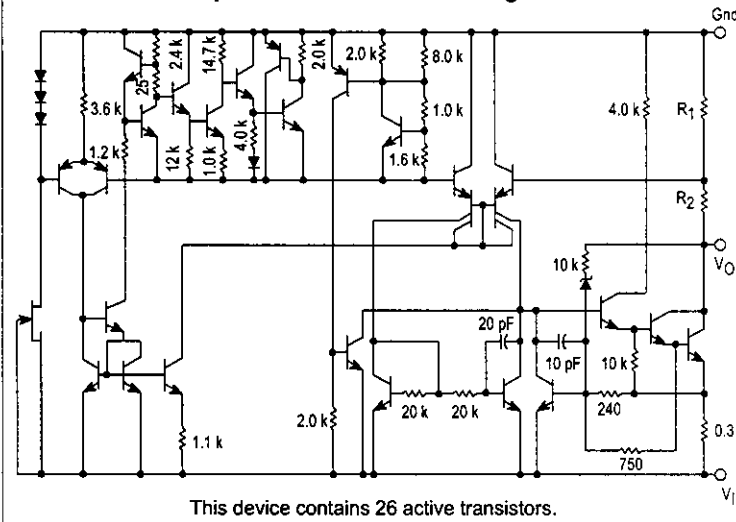 Gnd
2.4 k
14.7 k
2.0 k
2.0 k
8.0 k
25
3.6 k
1.0 k
4.0 k
R1
4.0 k
1.2 k
12 k
1.0 k
1.6 k
R2
VO
10 k
20 pF
10 pF
10 k
240
20 k
20 k
2.0 k
1.1 k
0.3
750
VI
This device contains 26 active transistors.